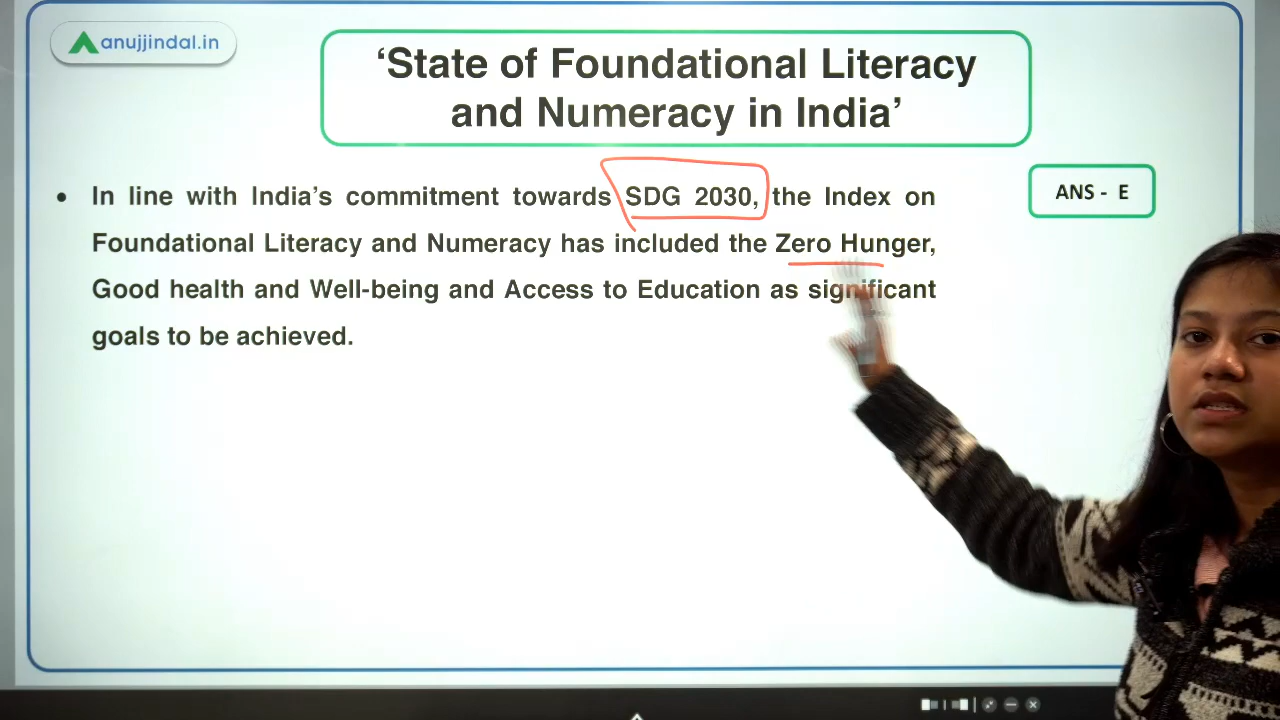 anujjindal.in
‘State of Foundational Literacy
and Numeracy in India’
• In line with India’s commitment towards SDG 2030, the Index on
Foundational Literacy and Numeracy has included the Zero Hunger,
Good health and Well-being and Access to Education as significant
goals to be achieved.
ANS - E